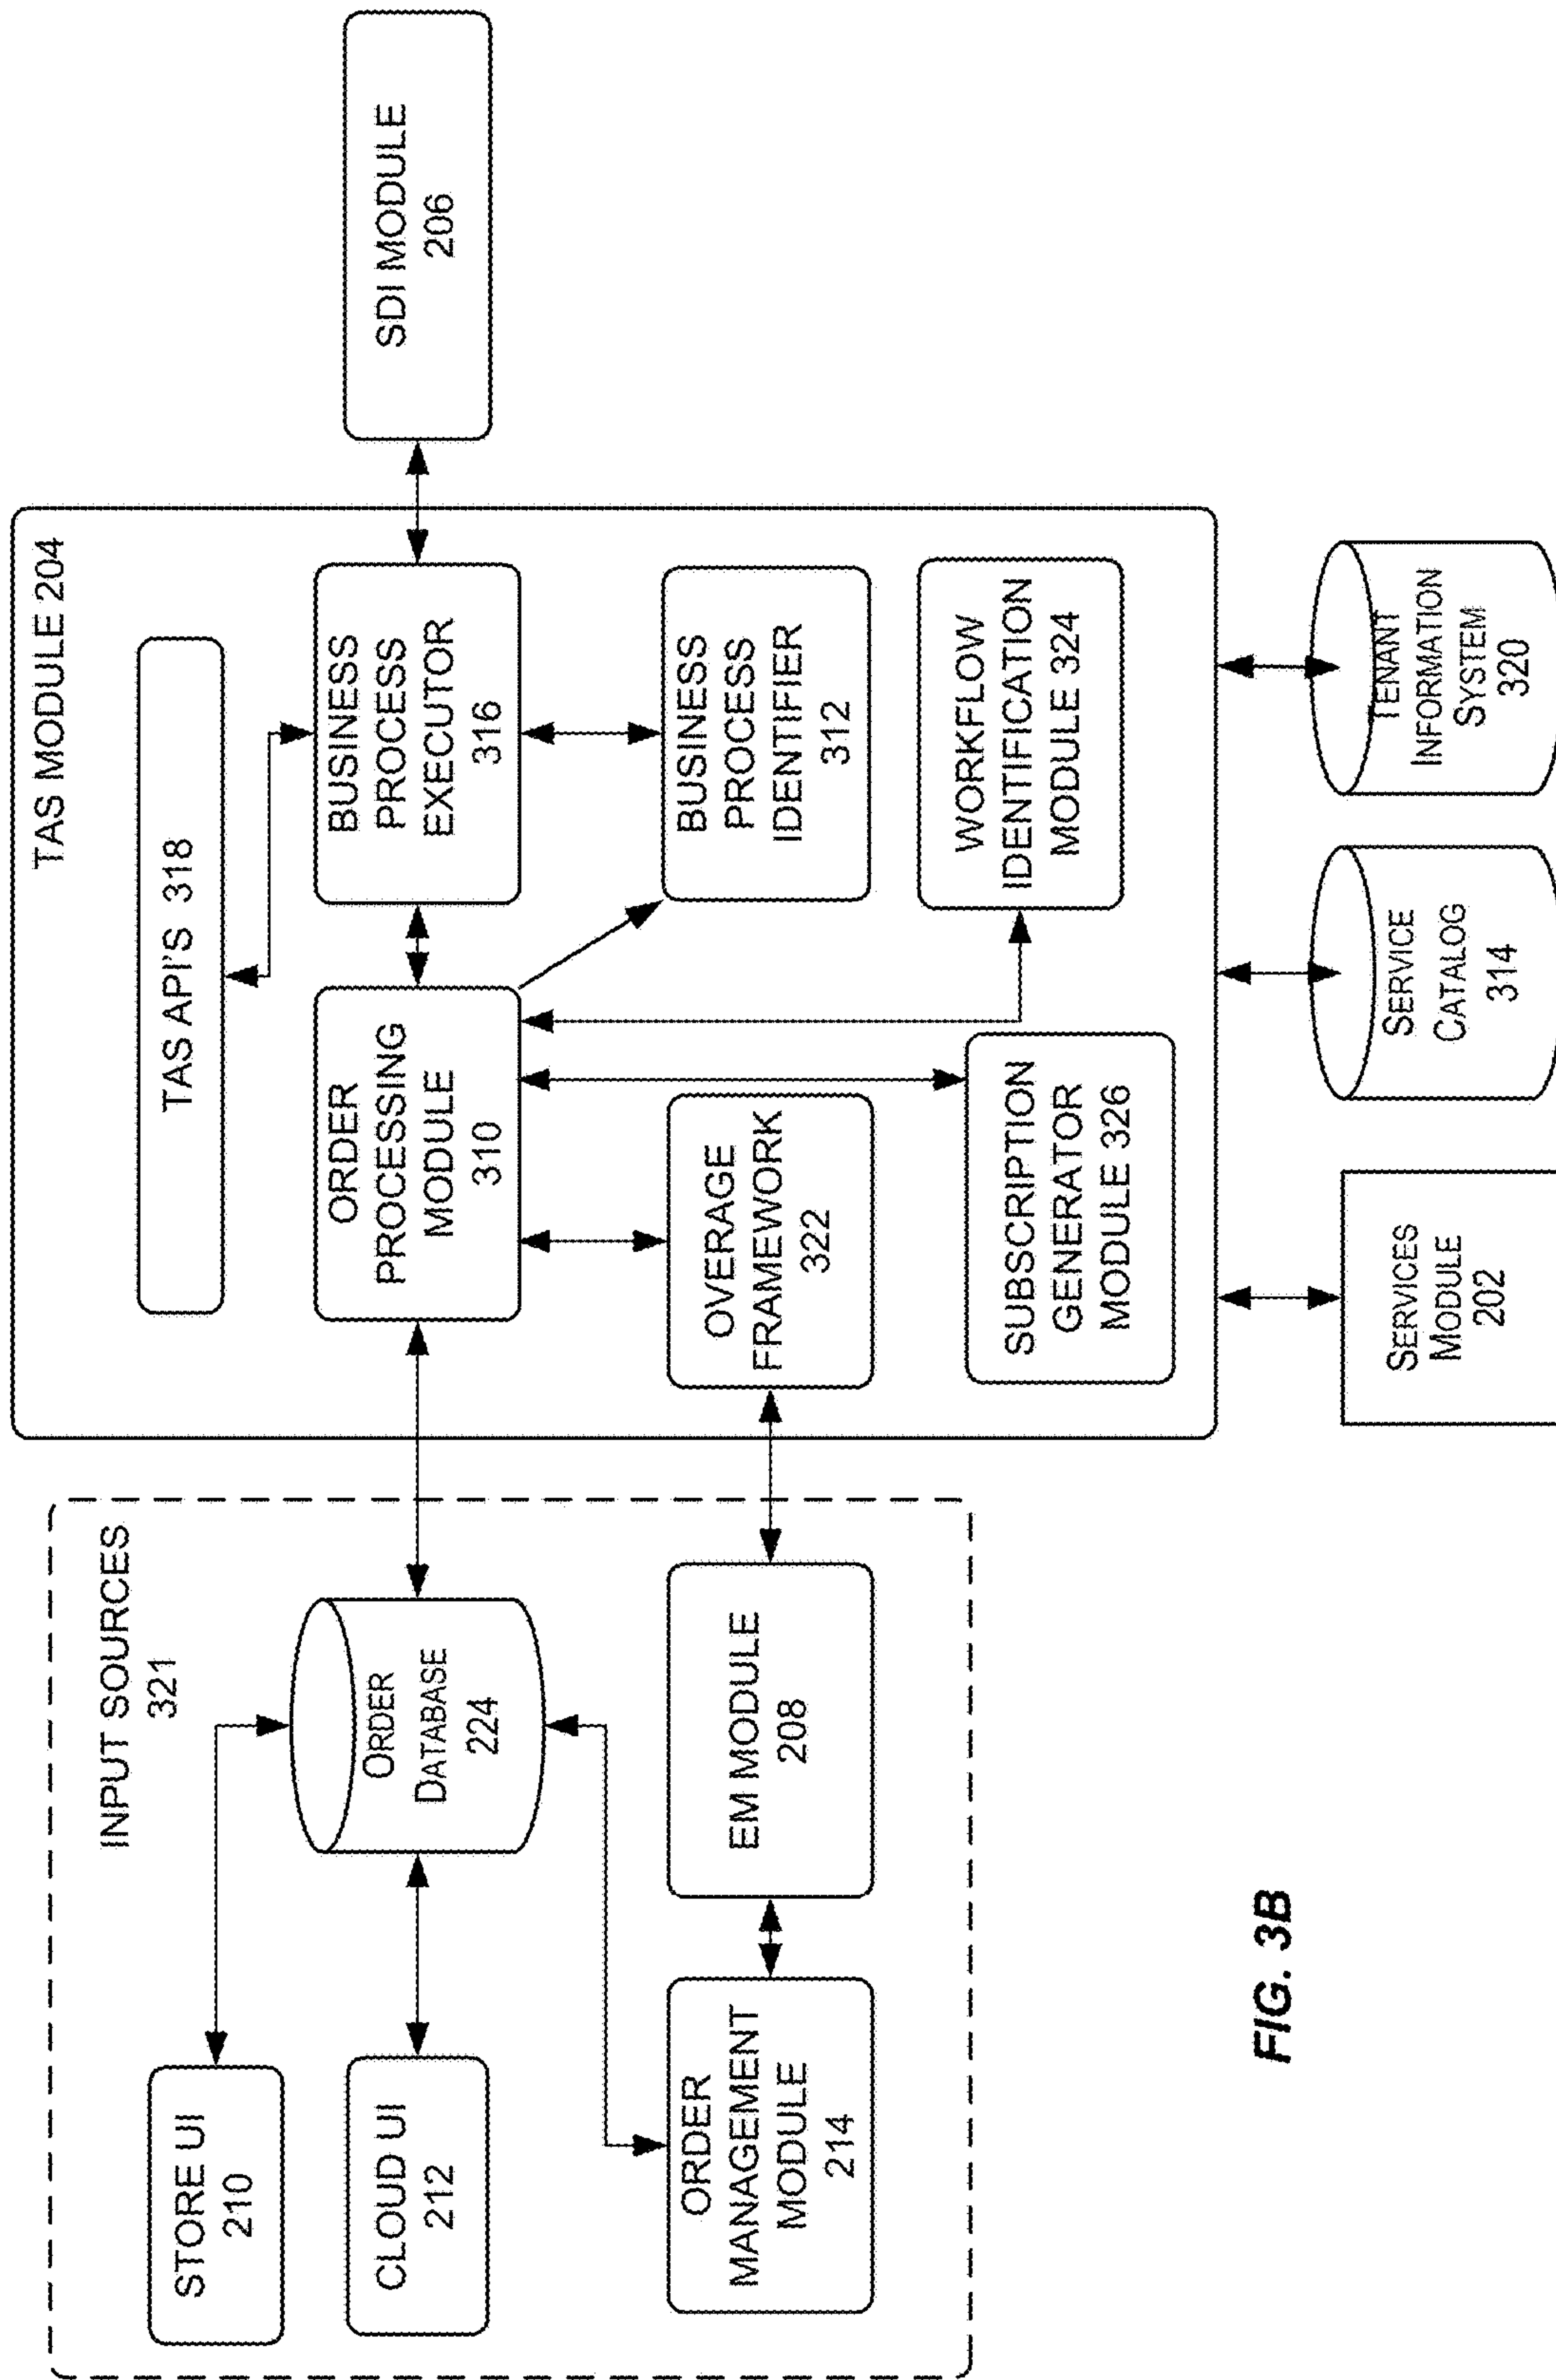 INPUT SOURCES
321
STORE UI
210
CLOUD UI
212
ORDER
MANAGEMENT
MODULE
214
ORDER
DATABASE
224
EM MODULE
208
TAS MODULE 204
TAS API'S 318
ORDER
PROCESSING
MODULE
310
BUSINESS
PROCESS
EXECUTOR
316
OVERAGE
FRAMEWORK
322
BUSINESS
PROCESS
IDENTIFIER
312
SUBSCRIPTION
GENERATOR
MODULE 326
WORKFLOW
IDENTIFICATION
MODULE 324
SDI MODULE
206
SERVICES
MODULE
202
SERVICE
CATALOG
314
TENANT
INFORMATION
SYSTEM
320
FIG. 3B